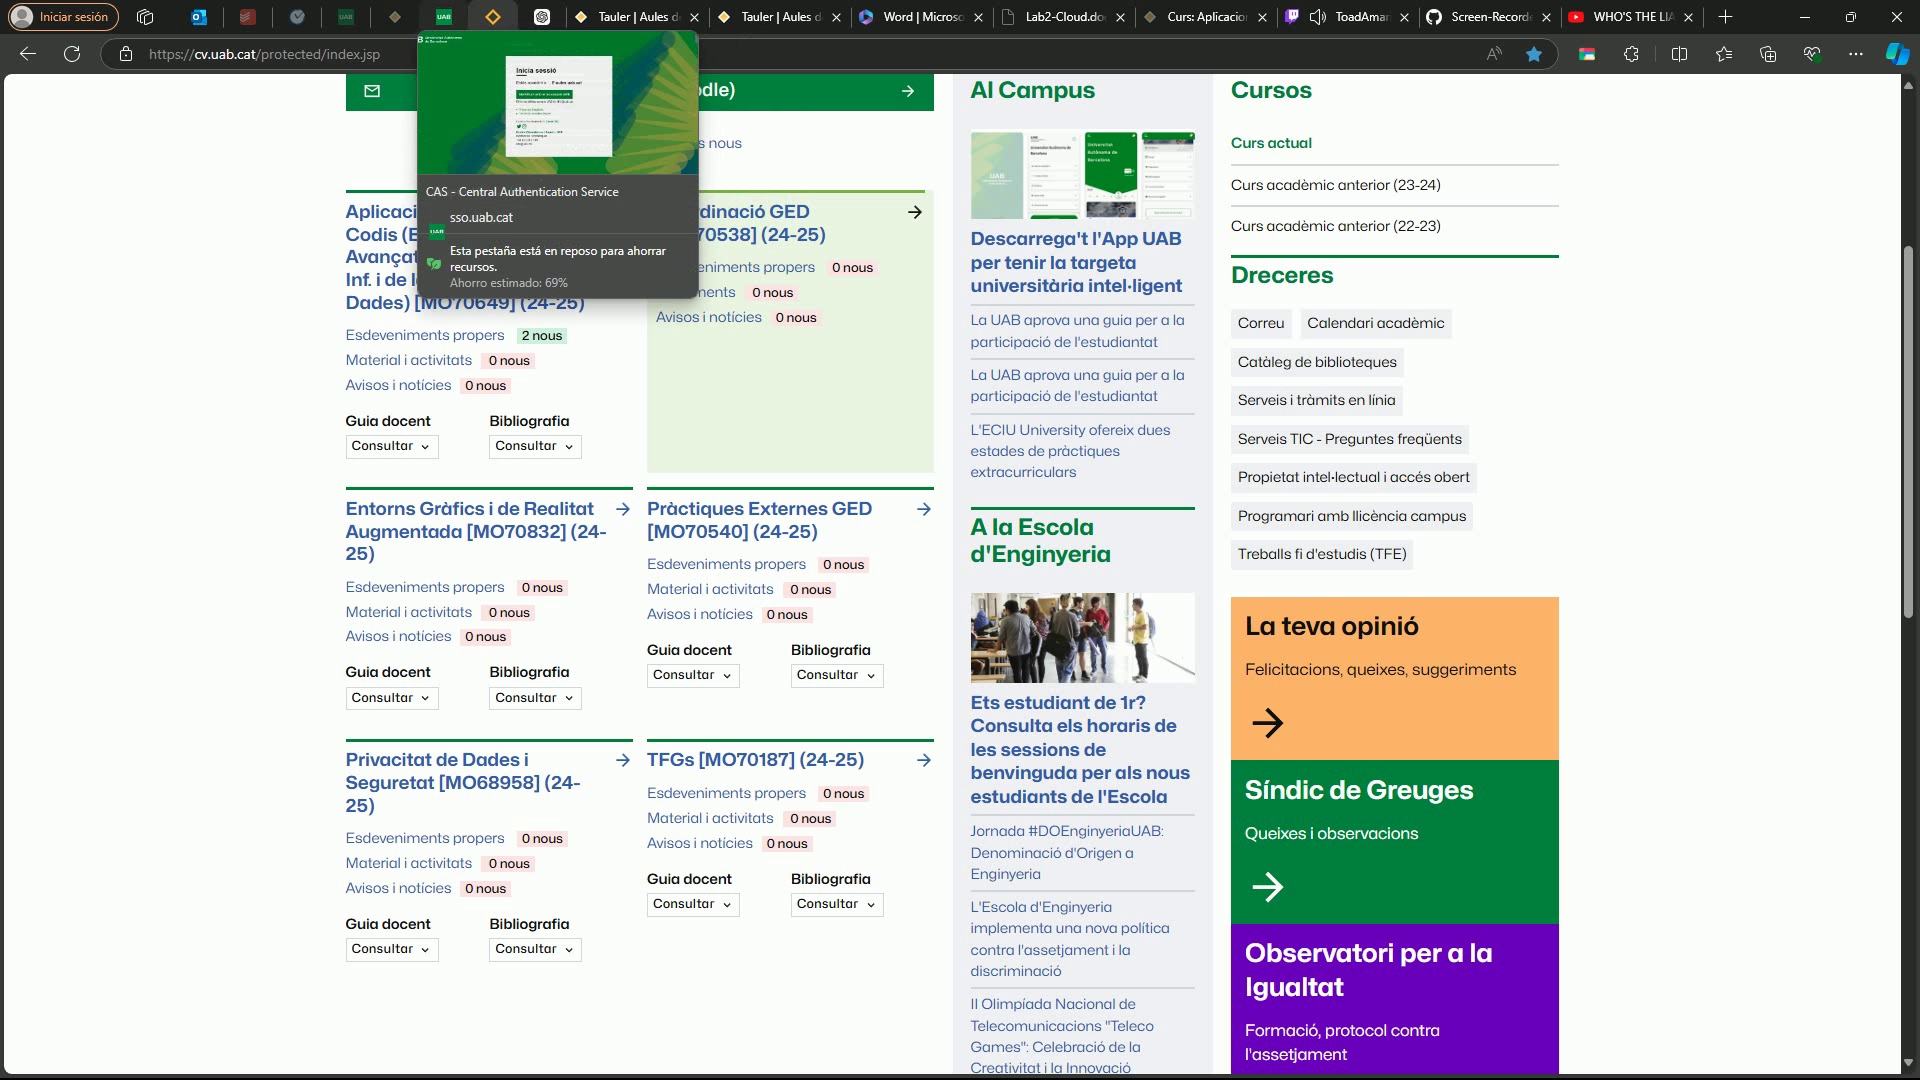 Iniciar sesión
Tauler | Aules d
Tauler | Aules d
Word | Microso
Lab2-Cloud.do
Curs: Aplicacio
ToadAmar
Screen-Recorde
WHO'S THE LIA
https://cv.uab.cat/protected/index.jsp
Inicia sessió
CAS - Central Authentication Service
sso.uab.cat
Esta pestaña está en reposo para ahorrar
recursos.
Ahorro estimado: 69%
odle)
s nous
Aplicaci
Codis (E
Avançat
Inf. i de l
Dades) [MO70649] (24-25)
Esdeveniments propers 2 nous
Material i activitats 0 nous
Avisos i notícies 0 nous
Guia docent Bibliografia
Consultar Consultar
dinació GED
70538] (24-25)
eniments propers 0 nous
ments 0 nous
Avisos i notícies 0 nous
Entorns Gràfics i de Realitat
Augmentada [MO70832] (24-
25)
Esdeveniments propers 0 nous
Material i activitats 0 nous
Avisos i notícies 0 nous
Guia docent Bibliografia
Consultar Consultar
Pràctiques Externes GED
[MO70540] (24-25)
Esdeveniments propers 0 nous
Material i activitats 0 nous
Avisos i notícies 0 nous
Guia docent Bibliografia
Consultar Consultar
Privacitat de Dades i
Seguretat [MO68958] (24-
25)
Esdeveniments propers 0 nous
Material i activitats 0 nous
Avisos i notícies 0 nous
Guia docent Bibliografia
Consultar Consultar
TFGs [MO70187] (24-25)
Esdeveniments propers 0 nous
Material i activitats 0 nous
Avisos i notícies 0 nous
Guia docent Bibliografia
Consultar Consultar
Al Campus
Descarrega't l'App UAB
per tenir la targeta
universitària intel·ligent
La UAB aprova una guia per a la
participació de l'estudiantat
La UAB aprova una guia per a la
participació de l'estudiantat
L'ECIU University ofereix dues
estades de pràctiques
extracurriculars
A la Escola
d'Enginyeria
Ets estudiant de 1r?
Consulta els horaris de
les sessions de
benvinguda per als nous
estudiants de l'Escola
Jornada #DOEnginyeriaUAB:
Denominació d'Origen a
Enginyeria
L'Escola d'Enginyeria
implementa una nova política
contra l'assetjament i la
discriminació
II Olimpíada Nacional de
Telecomunicacions "Teleco
Games": Celebració de la
Creativitat i la Innovació
Cursos
Curs actual
Curs acadèmic anterior (23-24)
Curs acadèmic anterior (22-23)
Dreceres
Correu
Calendari acadèmic
Catàleg de biblioteques
Serveis i tràmits en línia
Serveis TIC - Preguntes freqüents
Propietat intel·lectual i accés obert
Programari amb llicència campus
Treballs fi d'estudis (TFE)
La teva opinió
Felicitacions, queixes, suggeriments
Síndic de Greuges
Queixes i observacions
Observatori per a la
Igualtat
Formació, protocol contra
l'assetjament